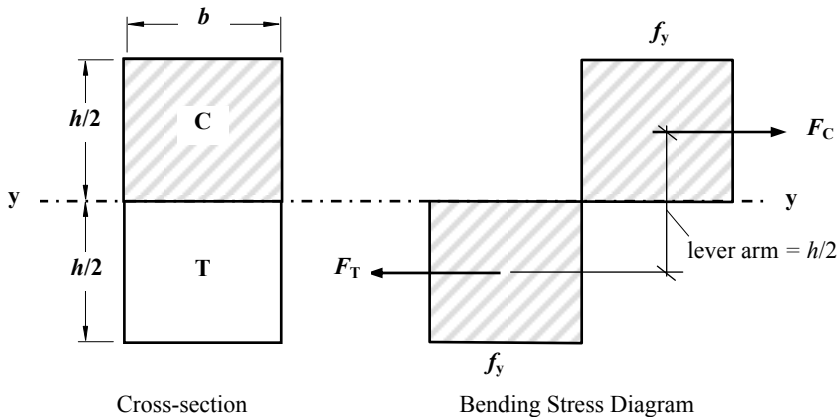 b
f_y
h/2
C
F_C
y
y
lever arm = h/2
h/2
T
F_T
f_y
Cross-section
Bending Stress Diagram